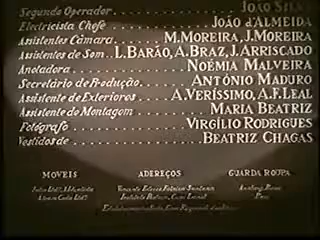 Segundo Operador .......... JOÃO SILVA
Electricista Chefe .......... JOÃO d'ALMEIDA
Assistentes Câmara .......... M. MOREIRA, J. MOREIRA
Assistentes de Som .. L. BARÃO, A. BRAZ, J. ARRISCADO
Anotadora .......... NOÉMIA MALVEIRA
Secretário de Produção .......... ANTÓNIO MADURO
Assistente de Exteriores .......... A. VERÍSSIMO, A. F. LEAL
Assistente de Montagem .......... MARIA BEATRIZ
Fotógrafo .......... VIRGÍLIO RODRIGUES
Vestidos de .......... BEATRIZ CHAGAS
MOVEIS ADEREÇOS GUARDA ROUPA